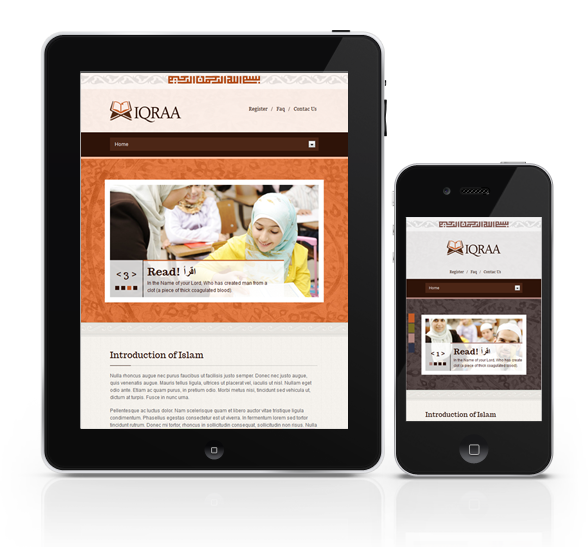 بسم الله الرحمن الرحيم
IQRAA
Register / Faq / Contac Us
Home
< 3 >
Read! اقرأ
In the Name of your Lord, Who has created man from a
clot (a piece of thick coagulated blood).
Introduction of Islam
Nulla rhoncus augue nec purus faucibus ut facilisis justo semper. Donec nec justo augue,
quis venenatis augue. Mauris tellus ligula, ultrices ut placerat vel, iaculis ut nisl. Nullam eget
odio ante. Etiam ac quam purus, in pretium odio. Morbi metus nisi, tincidunt sed vehicula ut,
dictum at turpis. Fusce in nunc urna.
Pellentesque ac luctus dolor. Nam scelerisque quam et libero auctor vitae tristique ligula
condimentum. Phasellus egestas consectetur est ut viverra. In fermentum lorem sed tortor
tincidunt rutrum. Donec mi tortor, rhoncus in sollicitudin consequat, sollicitudin non risus. Nulla
بسم الله الرحمن الرحيم
IQRAA
Register / Faq / Contac Us
Home
< 1 >
Read! اقرأ
In the Name of your Lord, Who has create
man from a clot (a piece of thick coagulated
Introduction of Islam